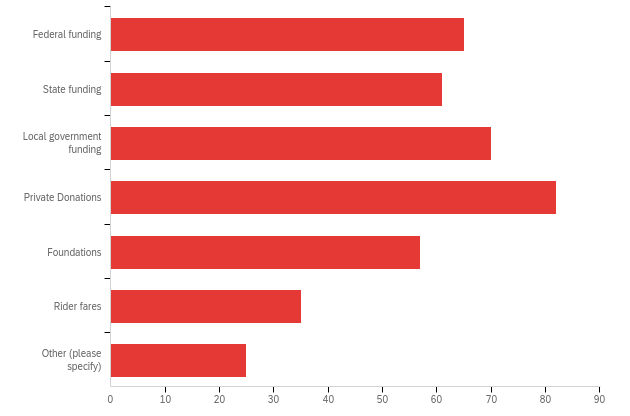 Federal funding
State funding
Local government
funding
Private Donations
Foundations
Rider fares
Other (please
specify)
0 10 20 30 40 50 60 70 80 90